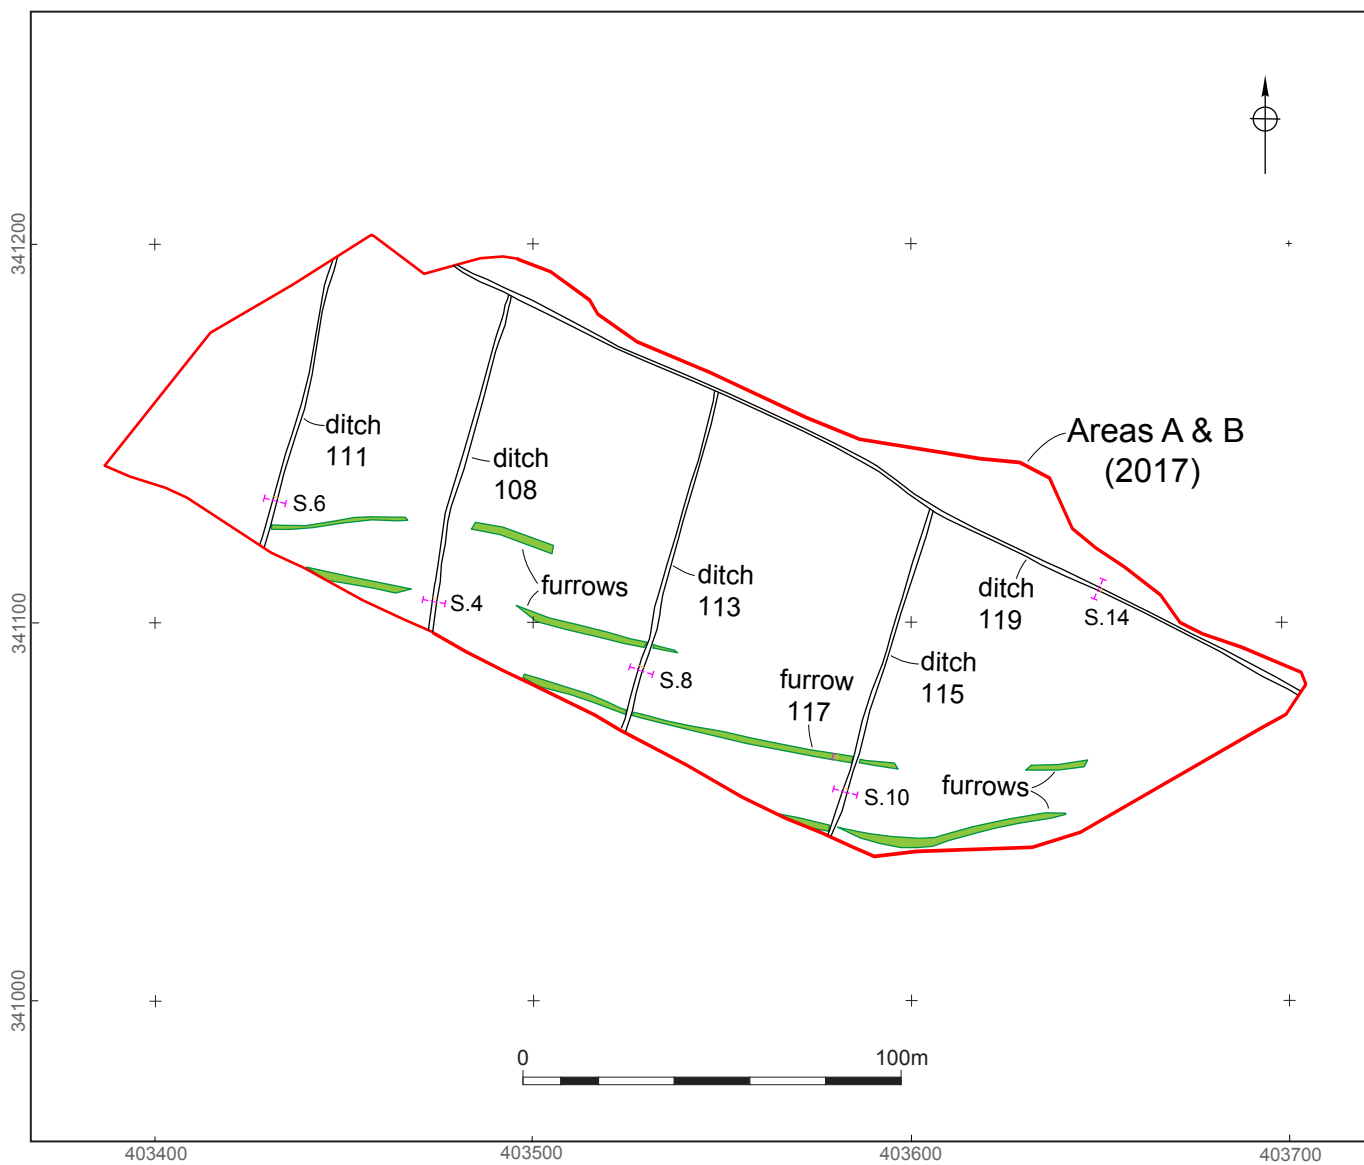 341200
341100
341000
Areas A & B
(2017)
ditch
111
ditch
108
S.6
furrows
S.4
ditch
113
ditch
119
S.14
S.8
furrow
117
ditch
115
S.10
furrows
0
100m
403400
403500
403600
403700